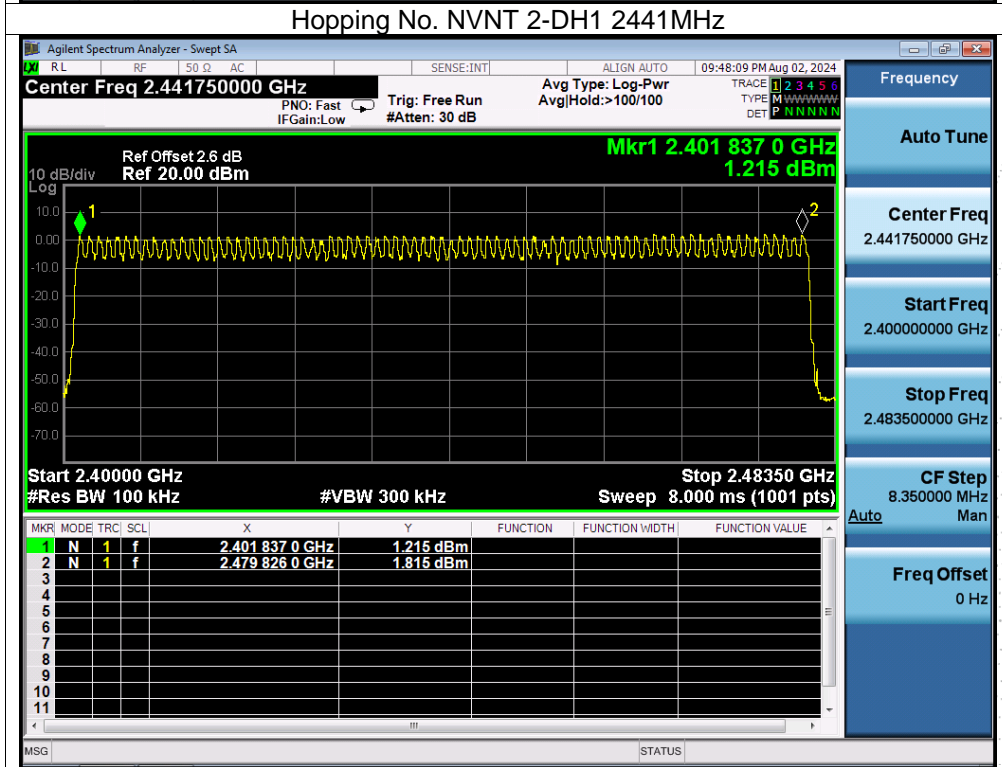 Hopping No. NVNT 2-DH1 2441MHz
Agilent Spectrum Analyzer - Swept SA
LXI RL RF 50 Ω AC SENSE:INT ALIGN AUTO 09:48:09 PM Aug 02, 2024
Center Freq 2.441750000 GHz
PNO: Fast
IFGain:Low
Trig: Free Run
#Atten: 30 dB
Avg Type: Log-Pwr
Avg|Hold:>100/100
TRACE 1 2 3 4 5 6
TYPE M WWWWW
DET P N N N N N
Ref Offset 2.6 dB
10 dB/div Ref 20.00 dBm
Log
Mkr1 2.401 837 0 GHz
1.215 dBm
10.0
0.00
-10.0
-20.0
-30.0
-40.0
-50.0
-60.0
-70.0
1
2
Start 2.40000 GHz Stop 2.48350 GHz
#Res BW 100 kHz #VBW 300 kHz Sweep 8.000 ms (1001 pts)
MKR MODE TRC SCL X Y FUNCTION FUNCTION WIDTH FUNCTION VALUE
1 N 1 f 2.401 837 0 GHz 1.215 dBm
2 N 1 f 2.479 826 0 GHz 1.815 dBm
3
4
5
6
7
8
9
10
11
MSG STATUS
Frequency
Auto Tune
Center Freq
2.441750000 GHz
Start Freq
2.400000000 GHz
Stop Freq
2.483500000 GHz
CF Step
8.350000 MHz
Auto Man
Freq Offset
0 Hz